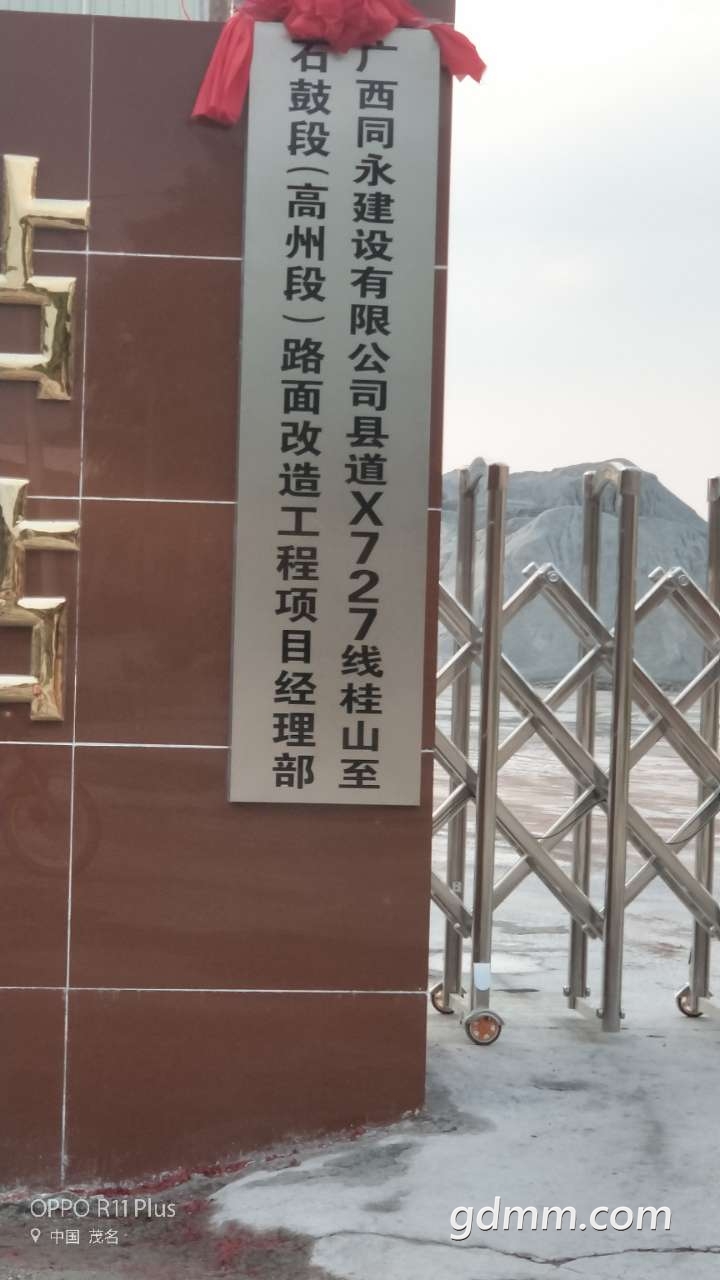 广西同永建设有限公司县道X727线桂山至
石鼓段(高州段)路面改造工程项目经理部
OPPO R11 Plus
中国 茂名
gdmm.com